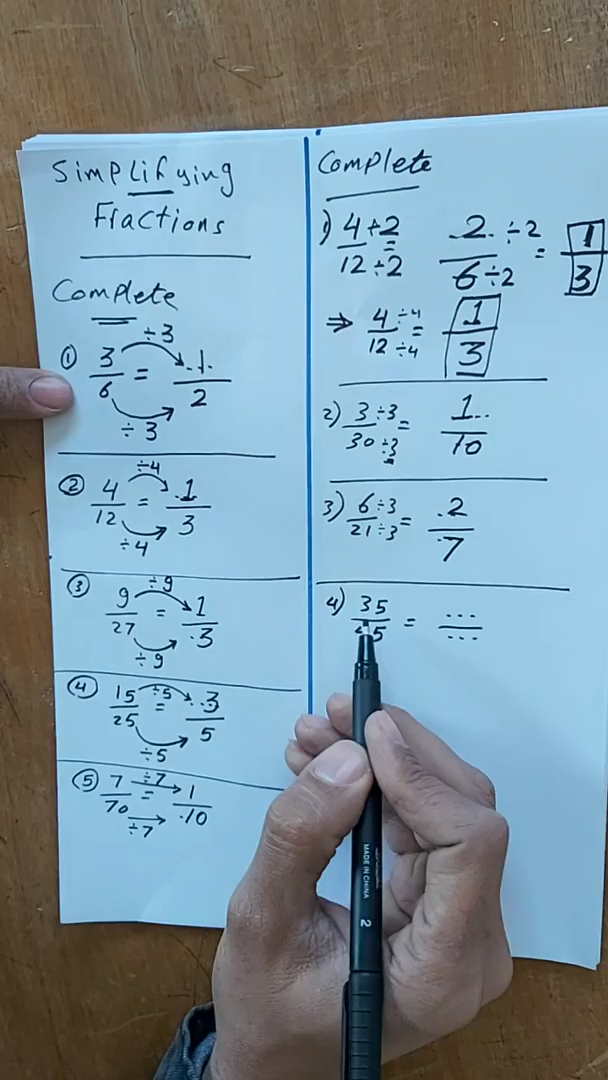 Simplifying
Fractions
Complete
① 3/6 = .1./2
÷3
÷3
② 4/12 = .1/3
÷4
÷4
③ 9/27 = 1/.3
÷9
÷9
④ 15/25 = ..3/5
÷5
÷5
⑤ 7/70 = 1/.10
÷7
÷7
Complete
1) 4÷2/12÷2 = .2./6 ÷2/÷2 = 1/3
⇒ 4÷4/12÷4 = 1/3
2) 3÷3/30÷3 = 1../10
3) 6÷3/21÷3 = .2/.7
4) 35/ 5 = .../...
MADE IN CHINA
2